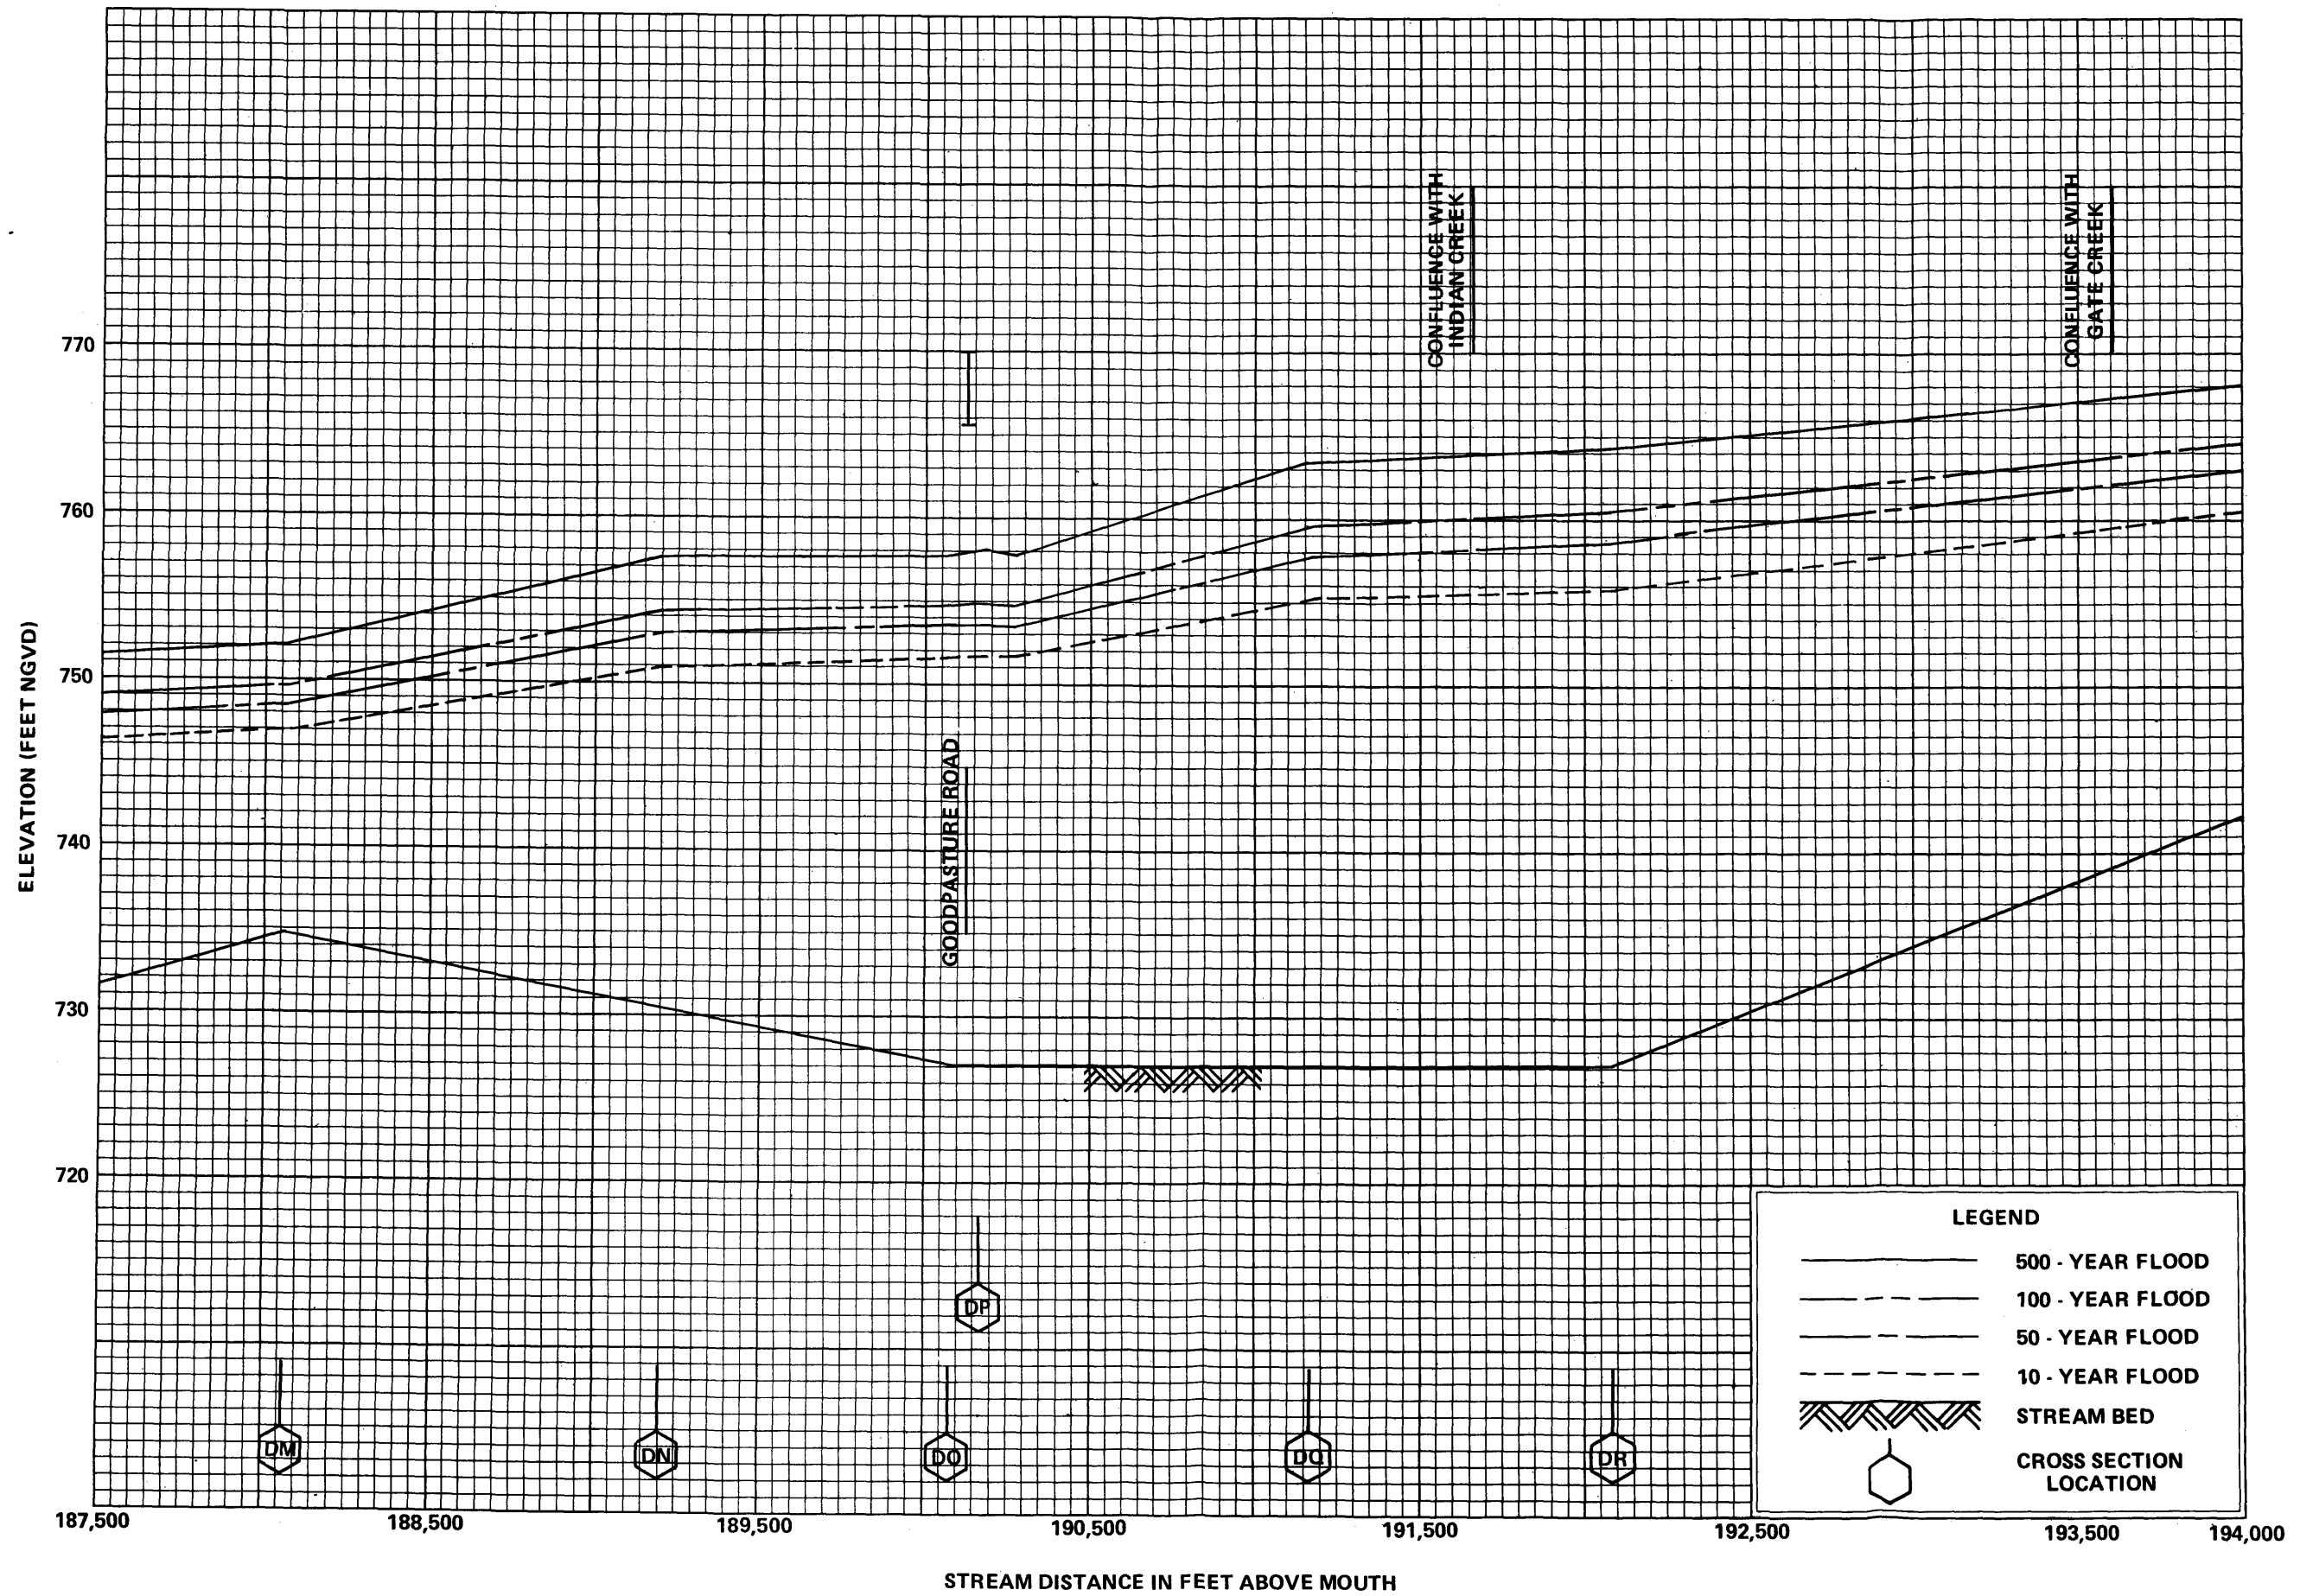 CONFLUENCE WITH
INDIAN CREEK
CONFLUENCE WITH
GATE CREEK
770
760
750
740
730
720
ELEVATION (FEET NGVD)
GOODPASTURE ROAD
DP
DM
DN
DO
DQ
DR
LEGEND
500 - YEAR FLOOD
100 - YEAR FLOOD
50 - YEAR FLOOD
10 - YEAR FLOOD
STREAM BED
CROSS SECTION
LOCATION
187,500
188,500
189,500
190,500
191,500
192,500
193,500
194,000
STREAM DISTANCE IN FEET ABOVE MOUTH